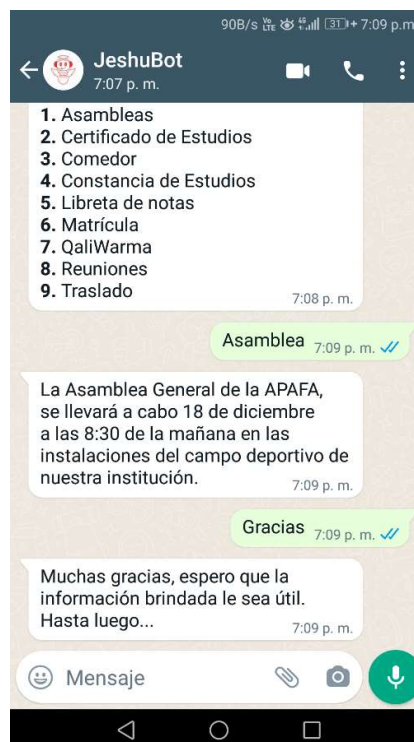 90B/s Vo LTE 4G 31 7:09 p.m
JeshuBot
7:07 p. m.
1. Asambleas
2. Certificado de Estudios
3. Comedor
4. Constancia de Estudios
5. Libreta de notas
6. Matrícula
7. QaliWarma
8. Reuniones
9. Traslado
7:08 p. m.
Asamblea 7:09 p. m.
La Asamblea General de la APAFA,
se llevará a cabo 18 de diciembre
a las 8:30 de la mañana en las
instalaciones del campo deportivo de
nuestra institución.
7:09 p. m.
Gracias 7:09 p. m.
Muchas gracias, espero que la
información brindada le sea útil.
Hasta luego...
7:09 p. m.
Mensaje